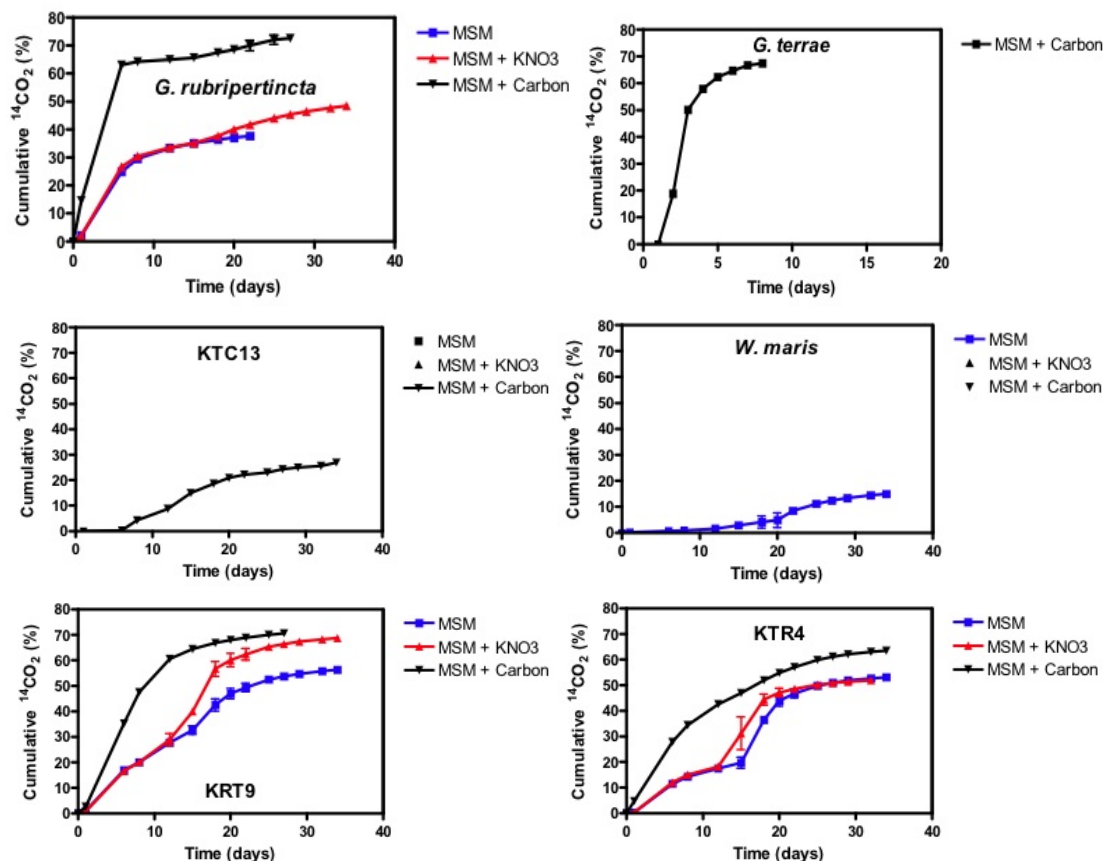 G. rubripertincta
Cumulative ¹⁴CO₂ (%)
80
70
60
50
40
30
20
10
0
0 10 20 30 40
Time (days)
MSM
MSM + KNO3
MSM + Carbon
G. terrae
Cumulative ¹⁴CO₂ (%)
80
70
60
50
40
30
20
10
0
0 5 10 15 20
Time (days)
MSM + Carbon
KTC13
Cumulative ¹⁴CO₂ (%)
80
70
60
50
40
30
20
10
0
0 10 20 30 40
Time (days)
MSM
MSM + KNO3
MSM + Carbon
W. maris
Cumulative ¹⁴CO₂ (%)
80
70
60
50
40
30
20
10
0
0 10 20 30 40
Time (days)
MSM
MSM + KNO3
MSM + Carbon
KRT9
Cumulative ¹⁴CO₂ (%)
80
70
60
50
40
30
20
10
0
0 10 20 30 40
Time (days)
MSM
MSM + KNO3
MSM + Carbon
KTR4
Cumulative ¹⁴CO₂ (%)
80
70
60
50
40
30
20
10
0
0 10 20 30 40
Time (days)
MSM
MSM + KNO3
MSM + Carbon